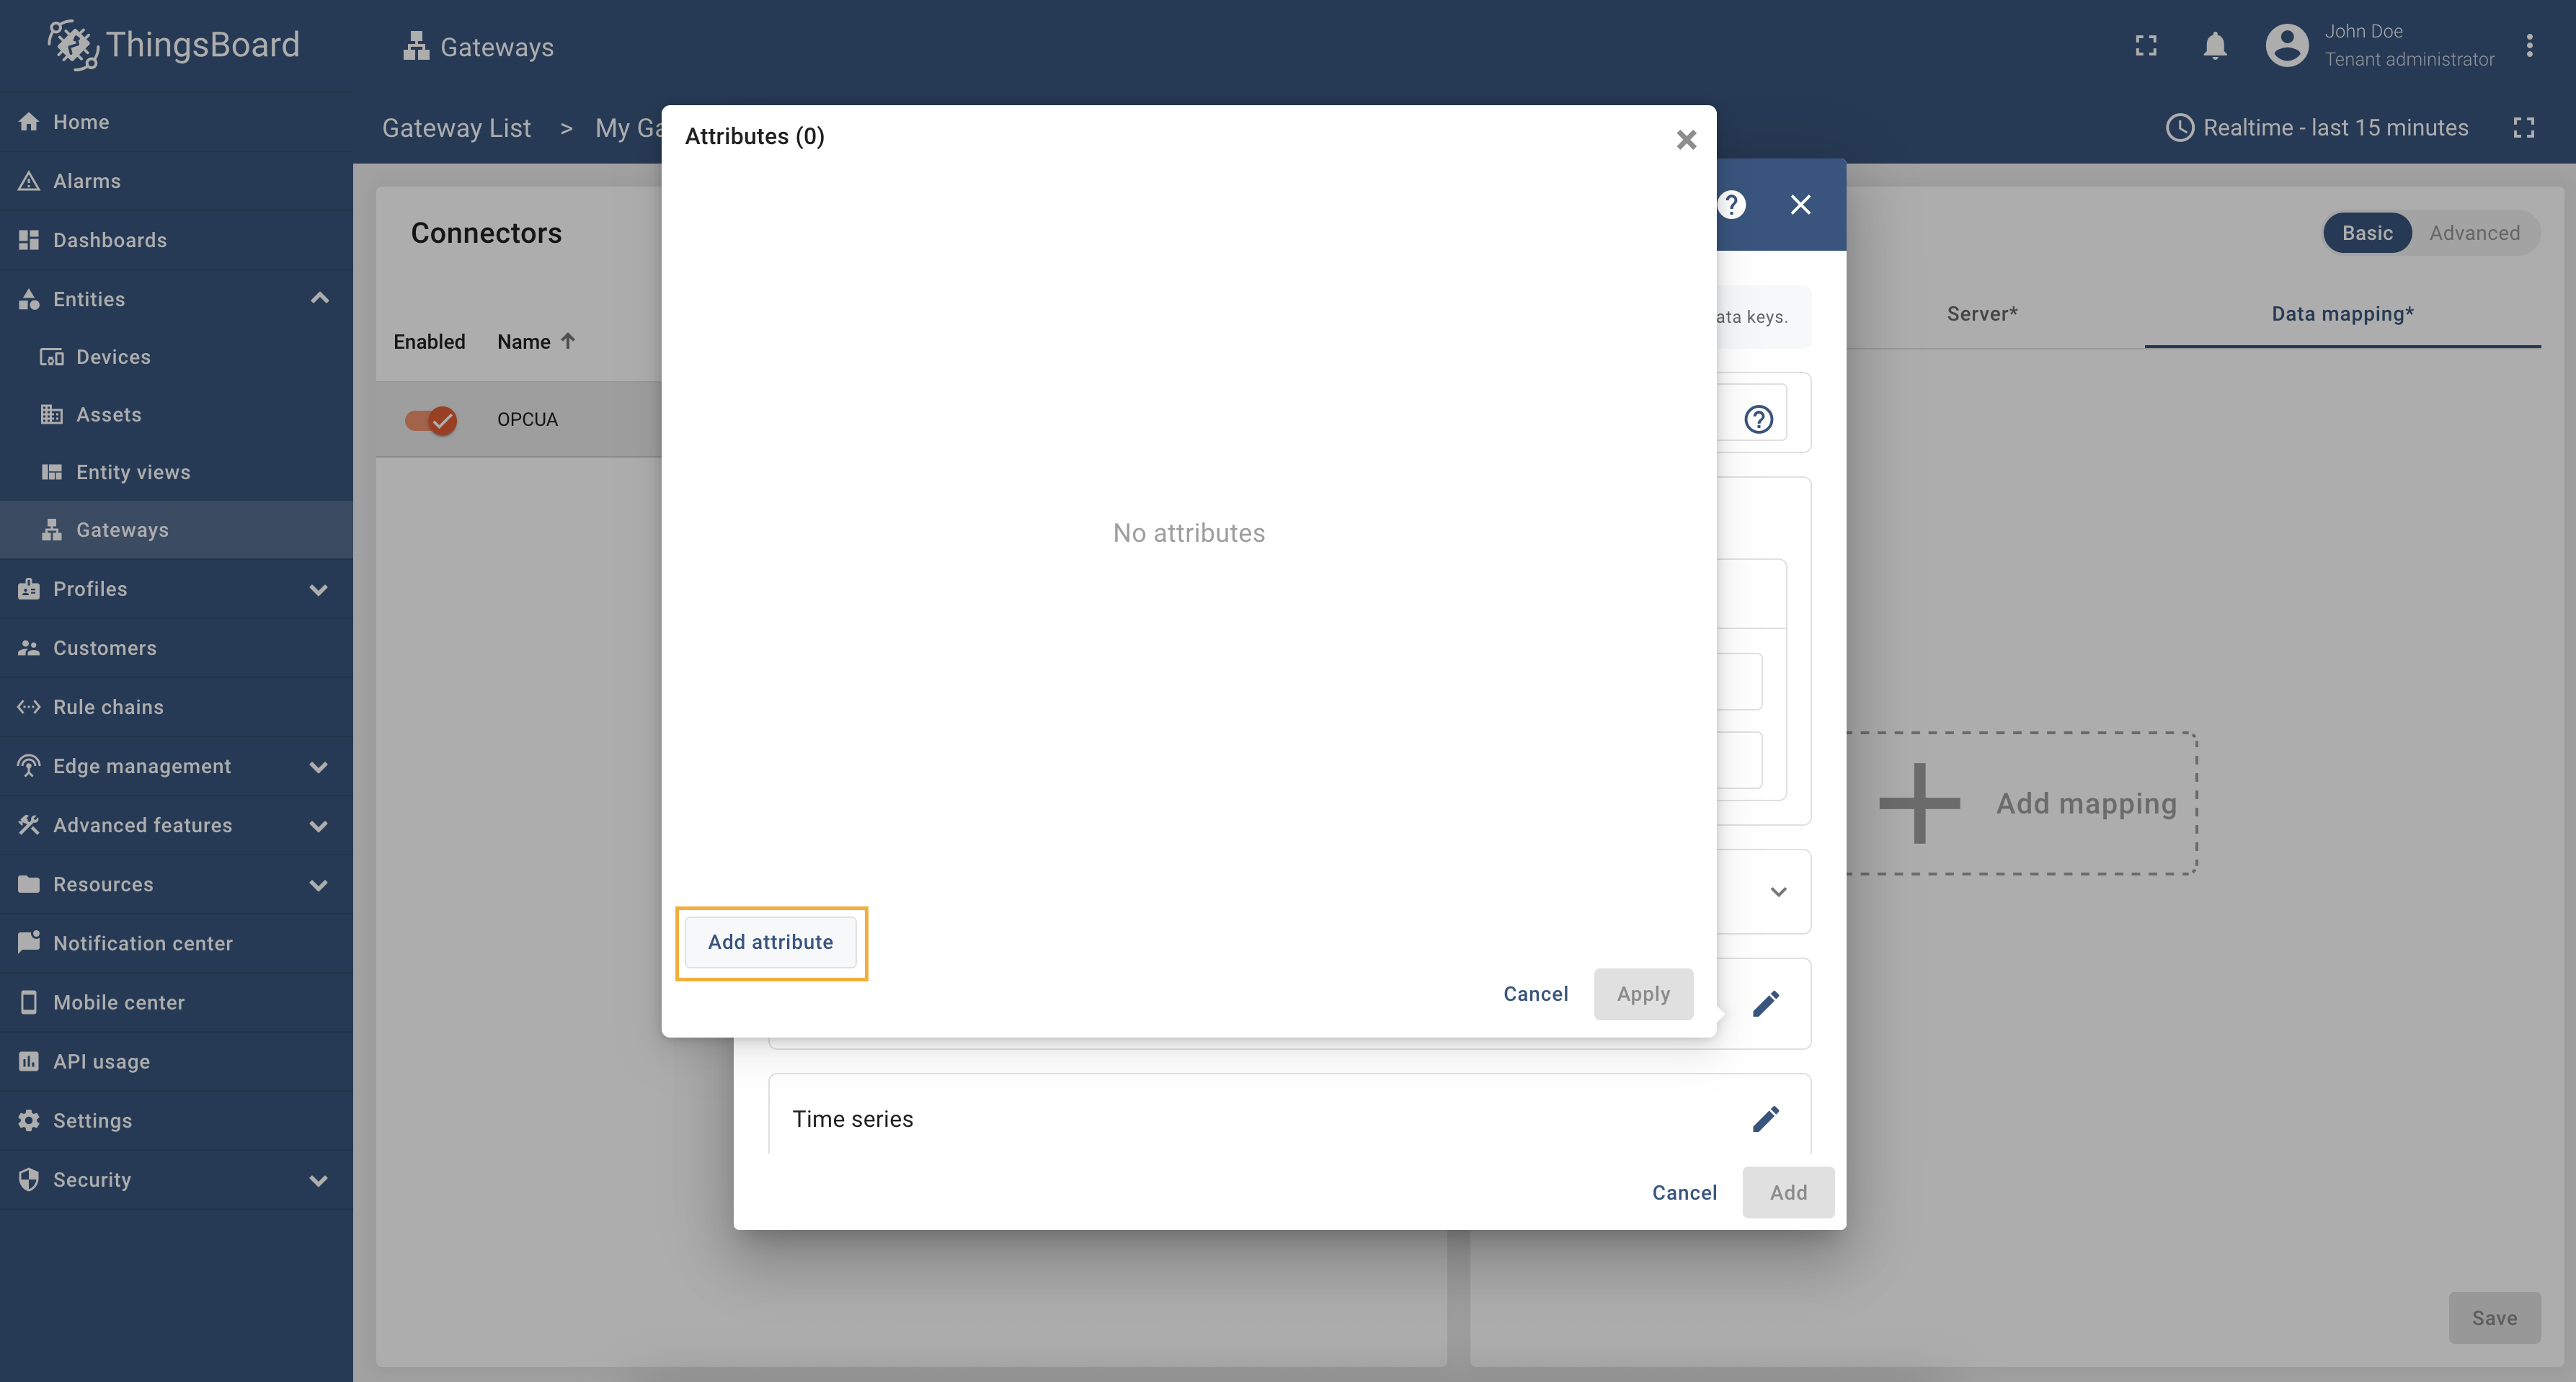 ThingsBoard
Gateways
John Doe
Tenant administrator
Home
Alarms
Dashboards
Entities
Devices
Assets
Entity views
Gateways
Profiles
Customers
Rule chains
Edge management
Advanced features
Resources
Notification center
Mobile center
API usage
Settings
Security
Gateway List > My Ga
Realtime - last 15 minutes
Connectors
Enabled Name
OPCUA
Attributes (0)
No attributes
Add attribute
Cancel Apply
ata keys.
Time series
Cancel Add
Basic Advanced
Server* Data mapping*
Add mapping
Save